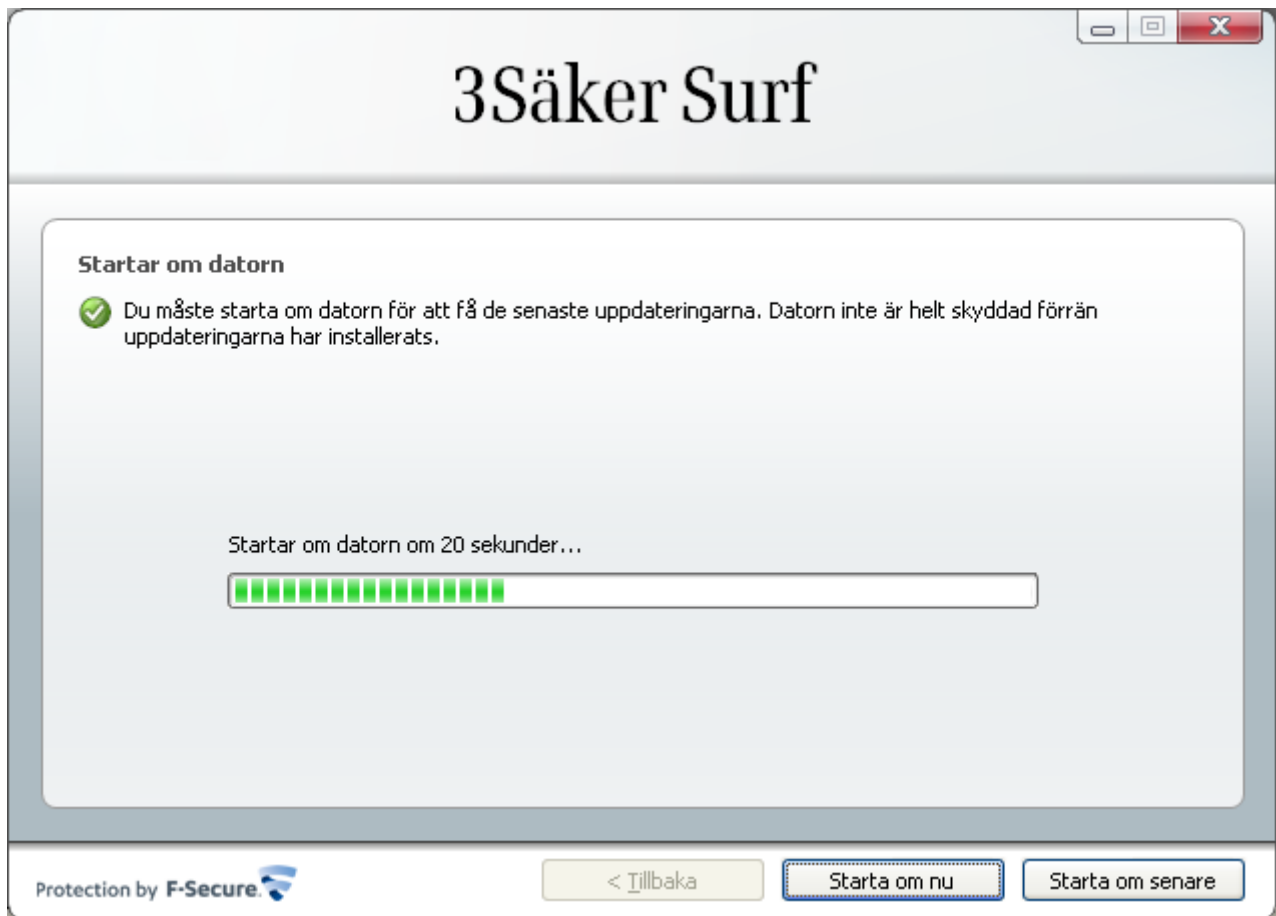 3Säker Surf
Startar om datorn
Du måste starta om datorn för att få de senaste uppdateringarna. Datorn inte är helt skyddad förrän
uppdateringarna har installerats.
Startar om datorn om 20 sekunder...
Protection by F-Secure.
< Tillbaka
Starta om nu
Starta om senare